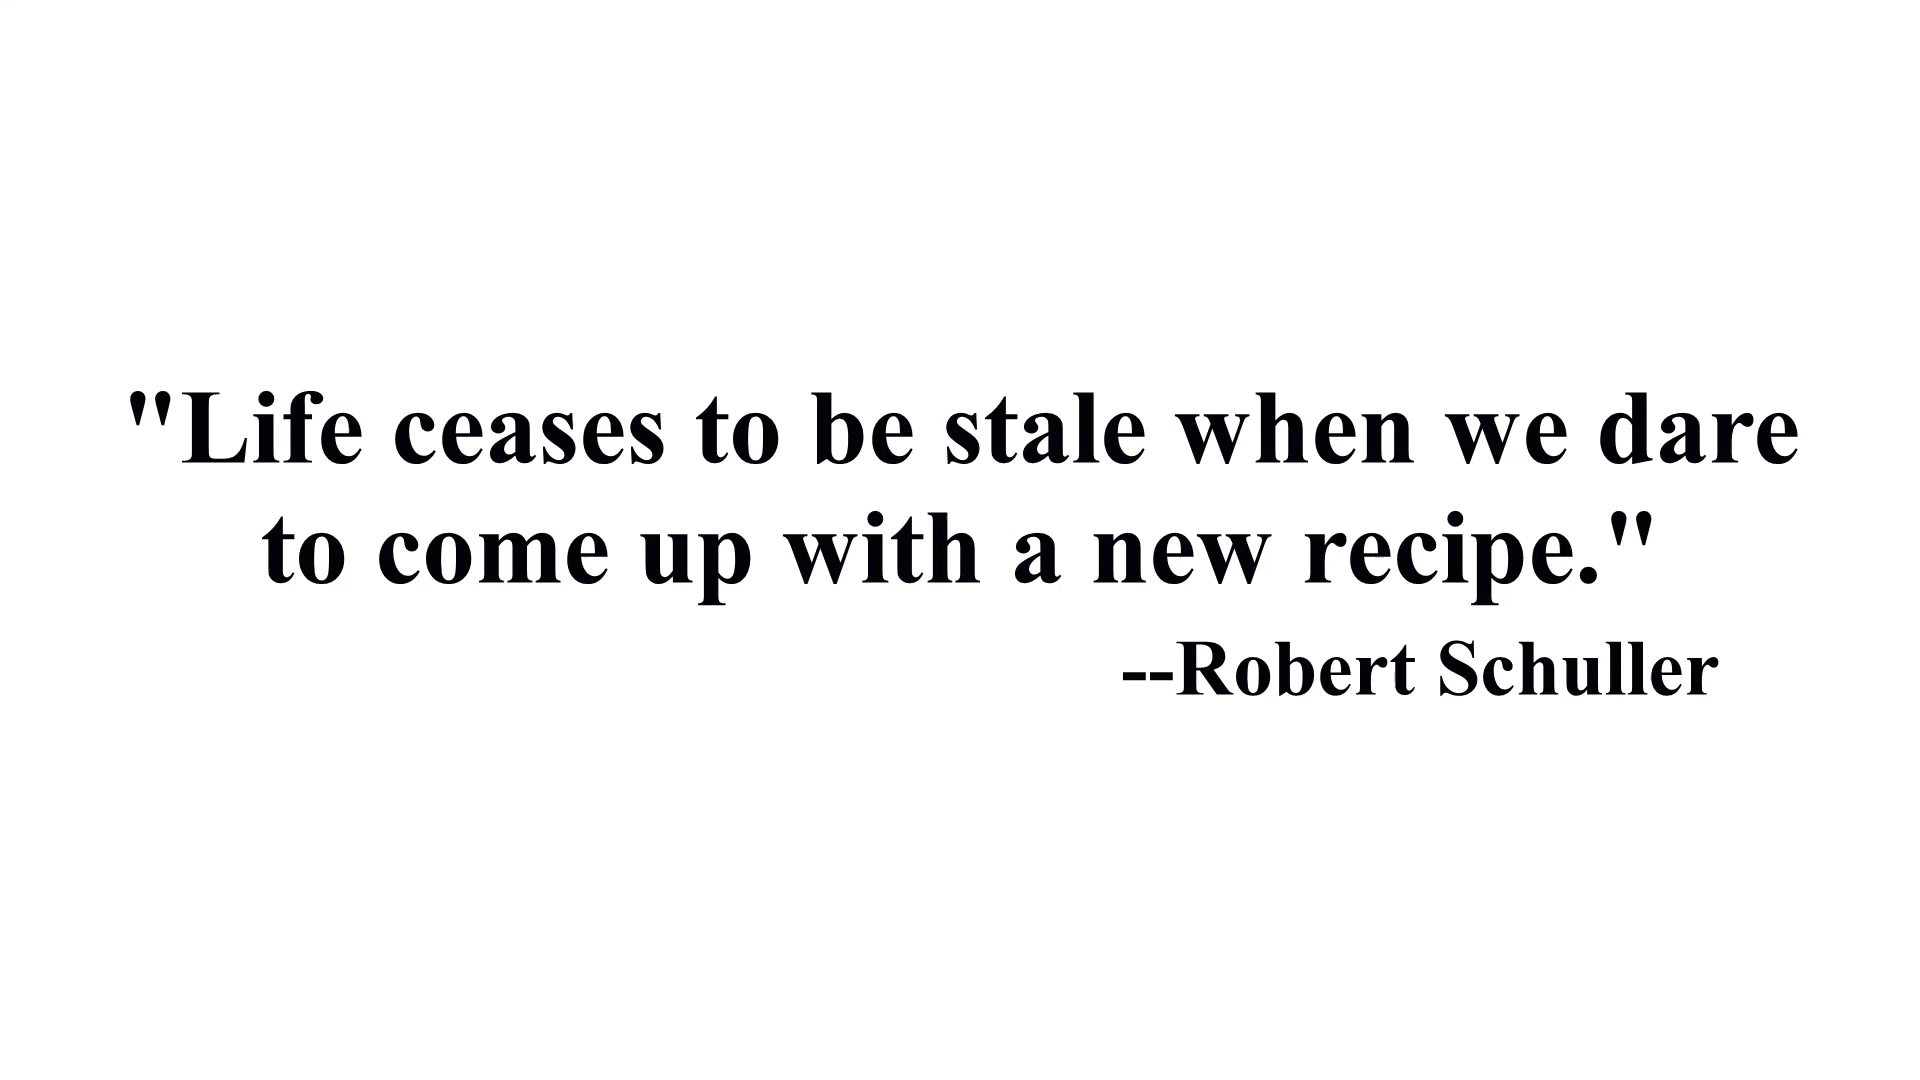 "Life ceases to be stale when we dare
to come up with a new recipe."
--Robert Schuller